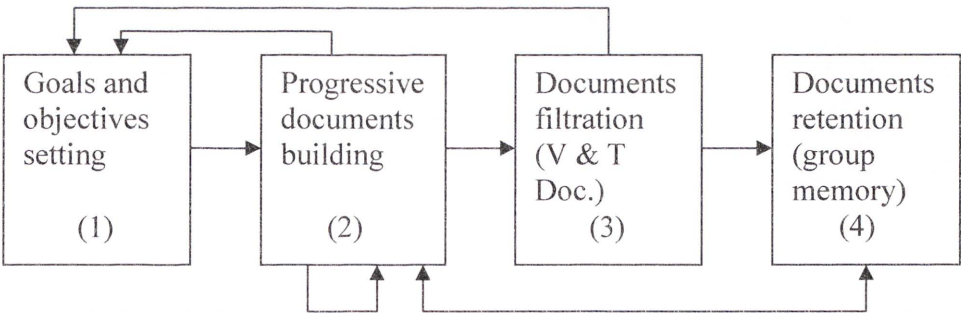 Goals and
objectives
setting
(1)
Progressive
documents
building
(2)
Documents
filtration
(V & T
Doc.)
(3)
Documents
retention
(group
memory)
(4)